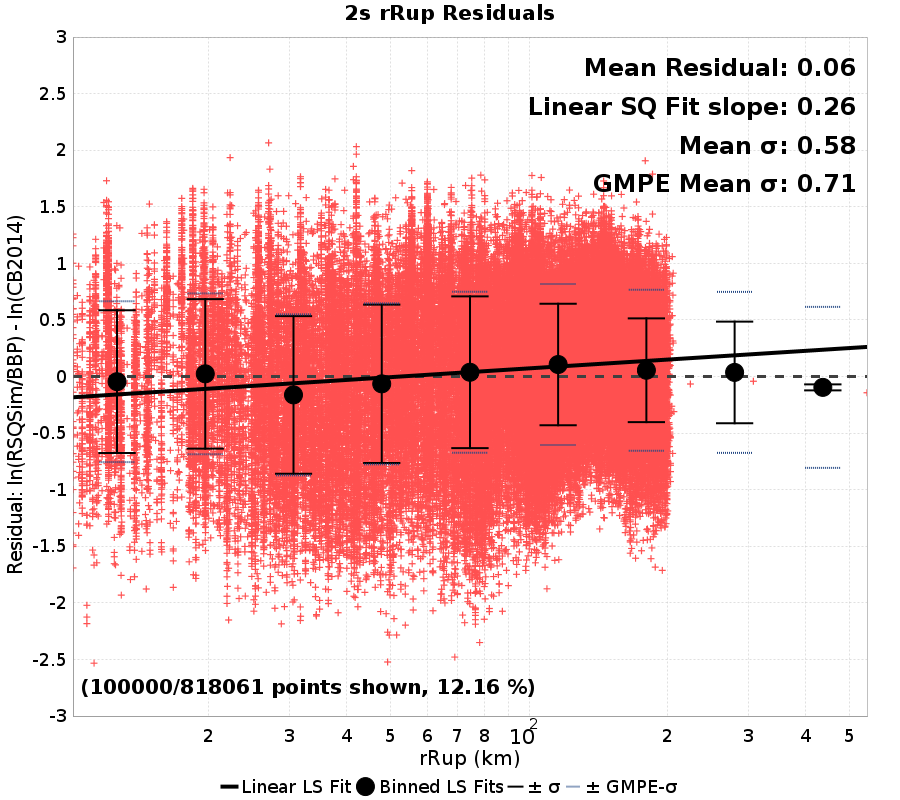 2s rRup Residuals
Mean Residual: 0.06
Linear SQ Fit slope: 0.26
Mean σ: 0.58
GMPE Mean σ: 0.71
Residual: ln(RSQSim/BBP) - ln(CB2014)
3
2.5
2
1.5
1
0.5
0
-0.5
-1
-1.5
-2
-2.5
-3
(100000/818061 points shown, 12.16 %)
2 3 4 5 6 7 8 10² 2 3 4 5
rRup (km)
Linear LS Fit Binned LS Fits ± σ ± GMPE-σ